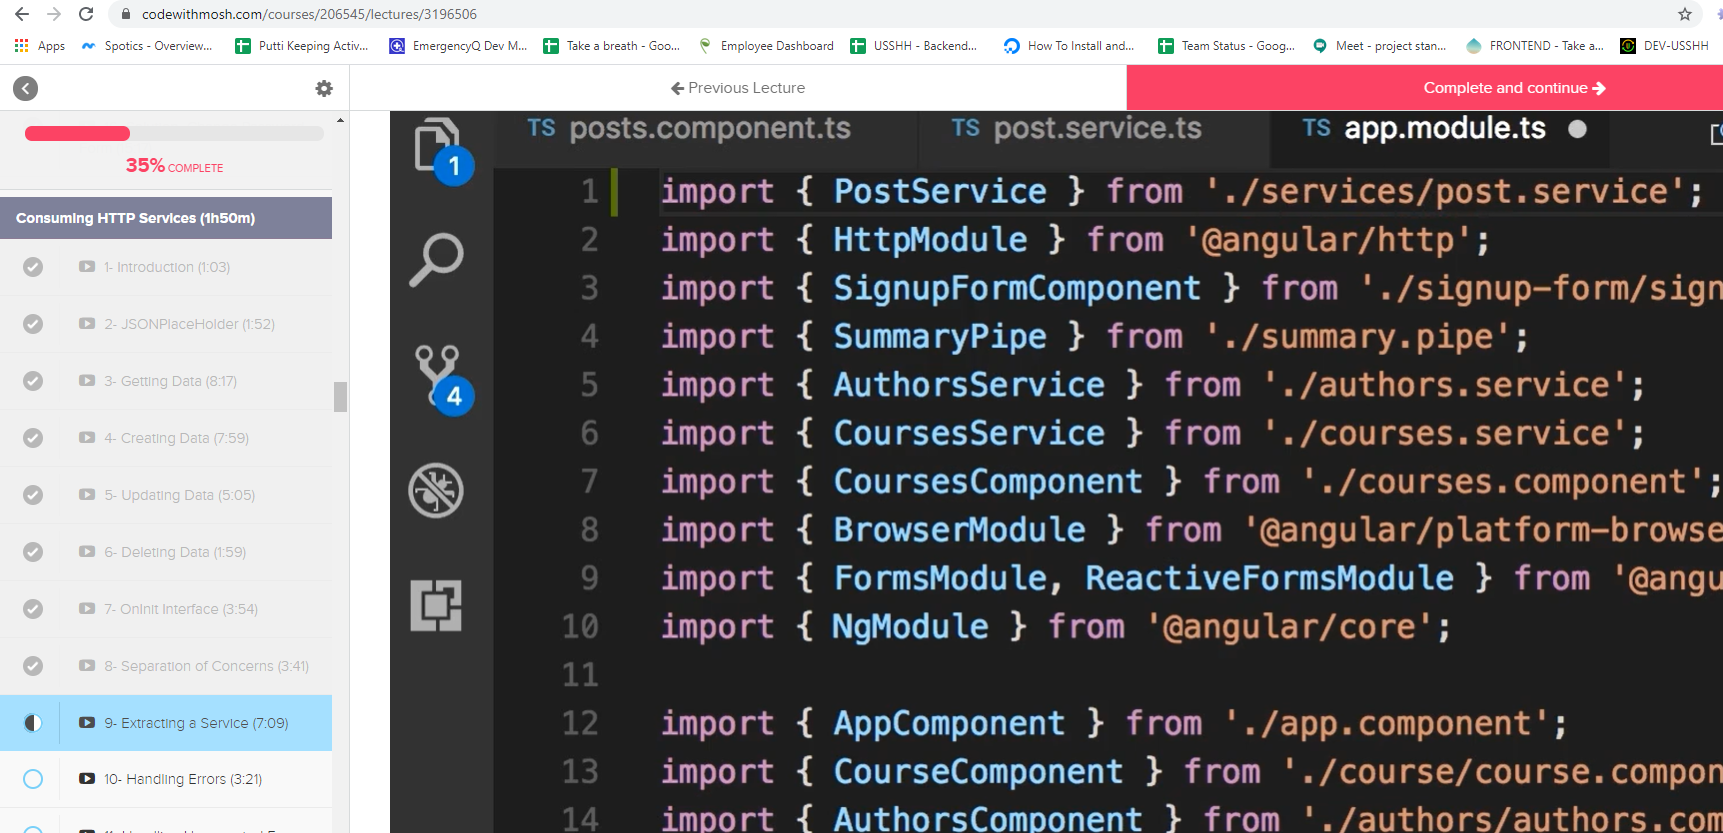 codewithmosh.com/courses/206545/lectures/3196506
Apps
Spotics - Overview...
Putti Keeping Activ...
EmergencyQ Dev M...
Take a breath - Goo...
Employee Dashboard
USSHH - Backend...
How To Install and...
Team Status - Goog...
Meet - project stan...
FRONTEND - Take a...
DEV-USSHH
Previous Lecture
Complete and continue
35% COMPLETE
Consuming HTTP Services (1h50m)
1- Introduction (1:03)
2- JSONPlaceHolder (1:52)
3- Getting Data (8:17)
4- Creating Data (7:59)
5- Updating Data (5:05)
6- Deleting Data (1:59)
7- OnInit Interface (3:54)
8- Separation of Concerns (3:41)
9- Extracting a Service (7:09)
10- Handling Errors (3:21)
1
4
TS posts.component.ts
TS post.service.ts
TS app.module.ts
1 import { PostService } from './services/post.service';
2 import { HttpModule } from '@angular/http';
3 import { SignupFormComponent } from './signup-form/sign
4 import { SummaryPipe } from './summary.pipe';
5 import { AuthorsService } from './authors.service';
6 import { CoursesService } from './courses.service';
7 import { CoursesComponent } from './courses.component';
8 import { BrowserModule } from '@angular/platform-browse
9 import { FormsModule, ReactiveFormsModule } from '@angu
10 import { NgModule } from '@angular/core';
11
12 import { AppComponent } from './app.component';
13 import { CourseComponent } from './course/course.compon
14 import { AuthorsComponent } from './authors/authors.com